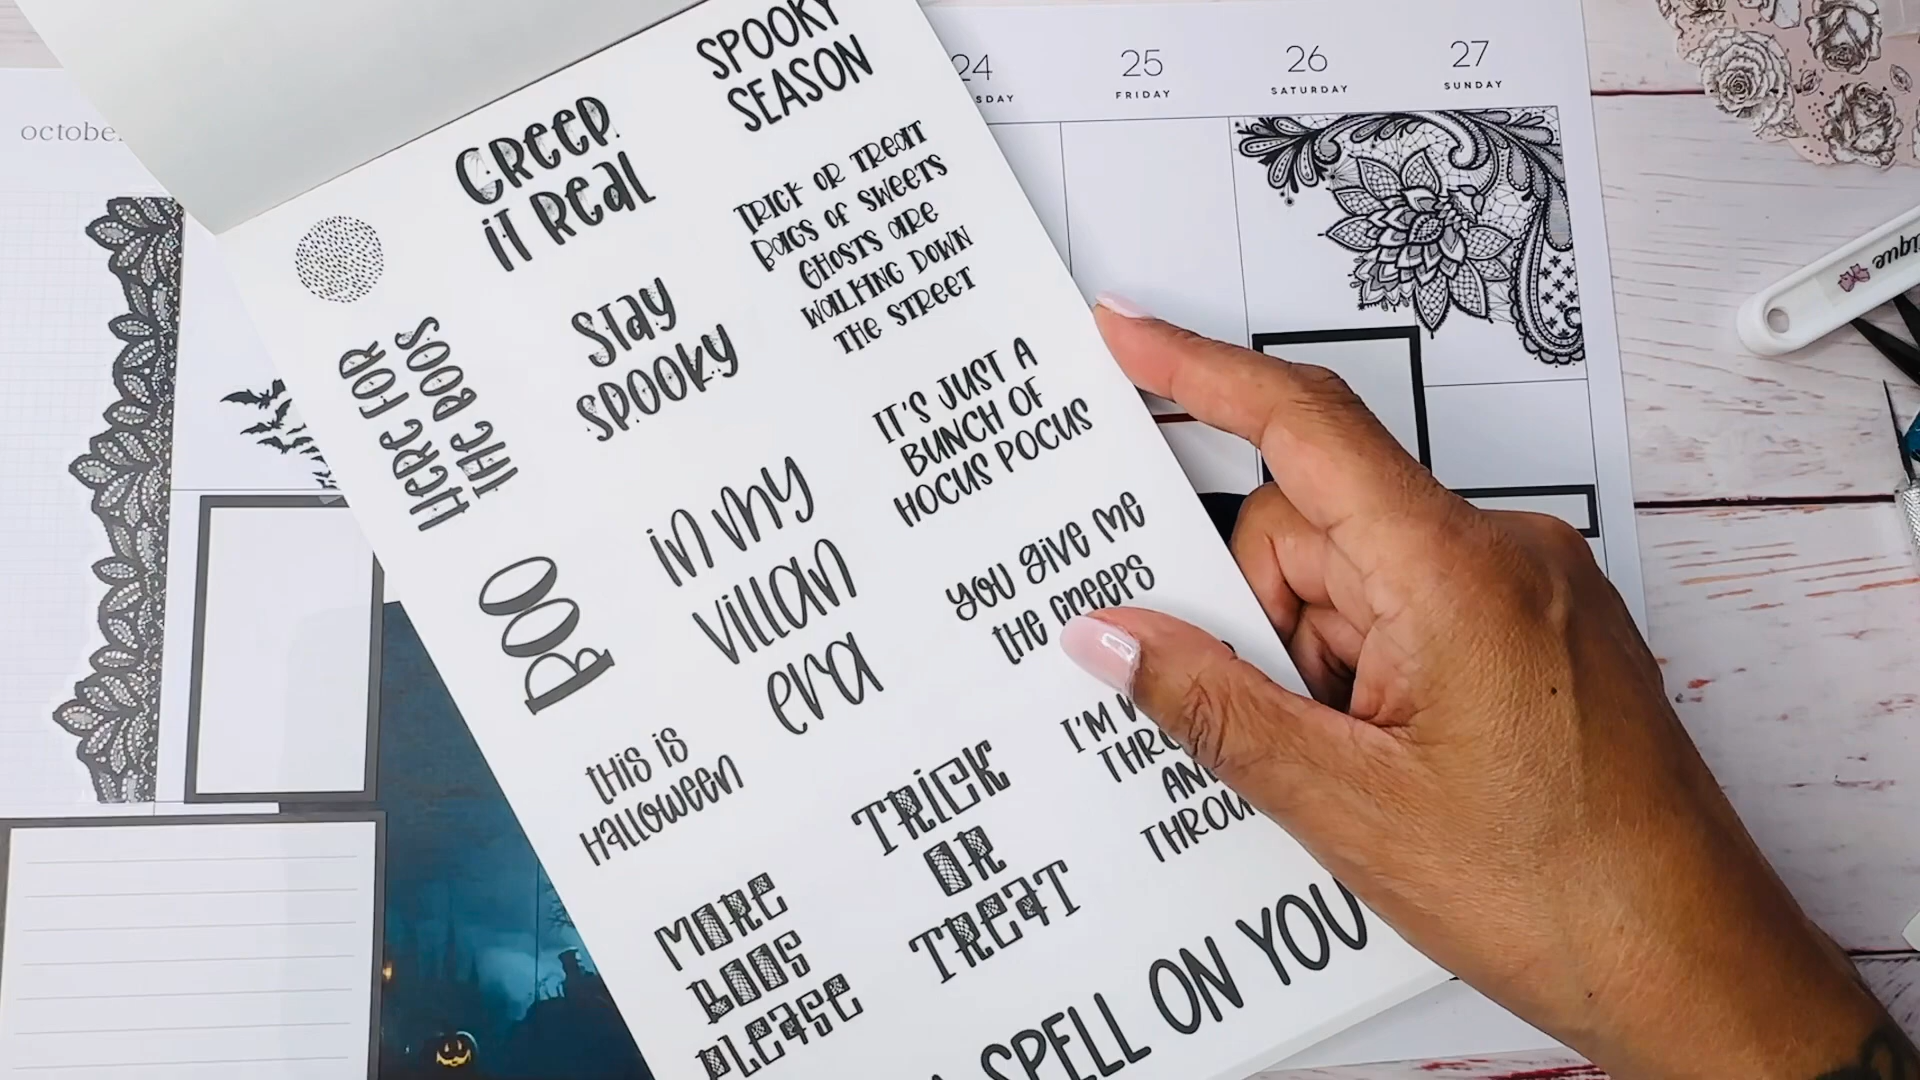 SPOOKY
SEASON
CREEP
IT REAL
TRICK OR TREAT
BAGS OF SWEETS
GHOSTS ARE
WALKING DOWN
THE STREET
HERE FOR
THE BOOS
STAY
SPOOKY
IT'S JUST A
BUNCH OF
HOCUS POCUS
BOO
in my
villan
era
YOU GIVE ME
THE CREEPS
THIS IS
HALLOWEEN
TRICK
OR
TREAT
I'M
MORE
BOOS
PLEASE
SPELL ON YOU
october
24
25
FRIDAY
26
SATURDAY
27
SUNDAY